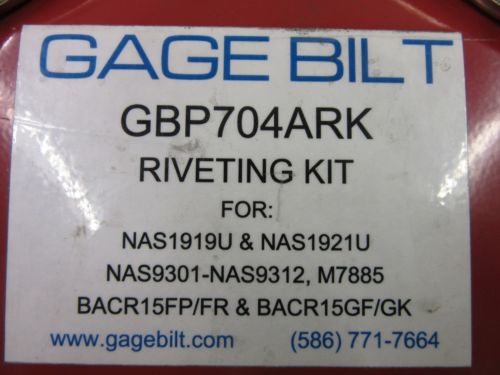 GAGE BILT
GBP704ARK
RIVETING KIT
FOR:
NAS1919U & NAS1921U
NAS9301-NAS9312, M7885
BACR15FP/FR & BACR15GF/GK
www.gagebilt.com (586) 771-7664